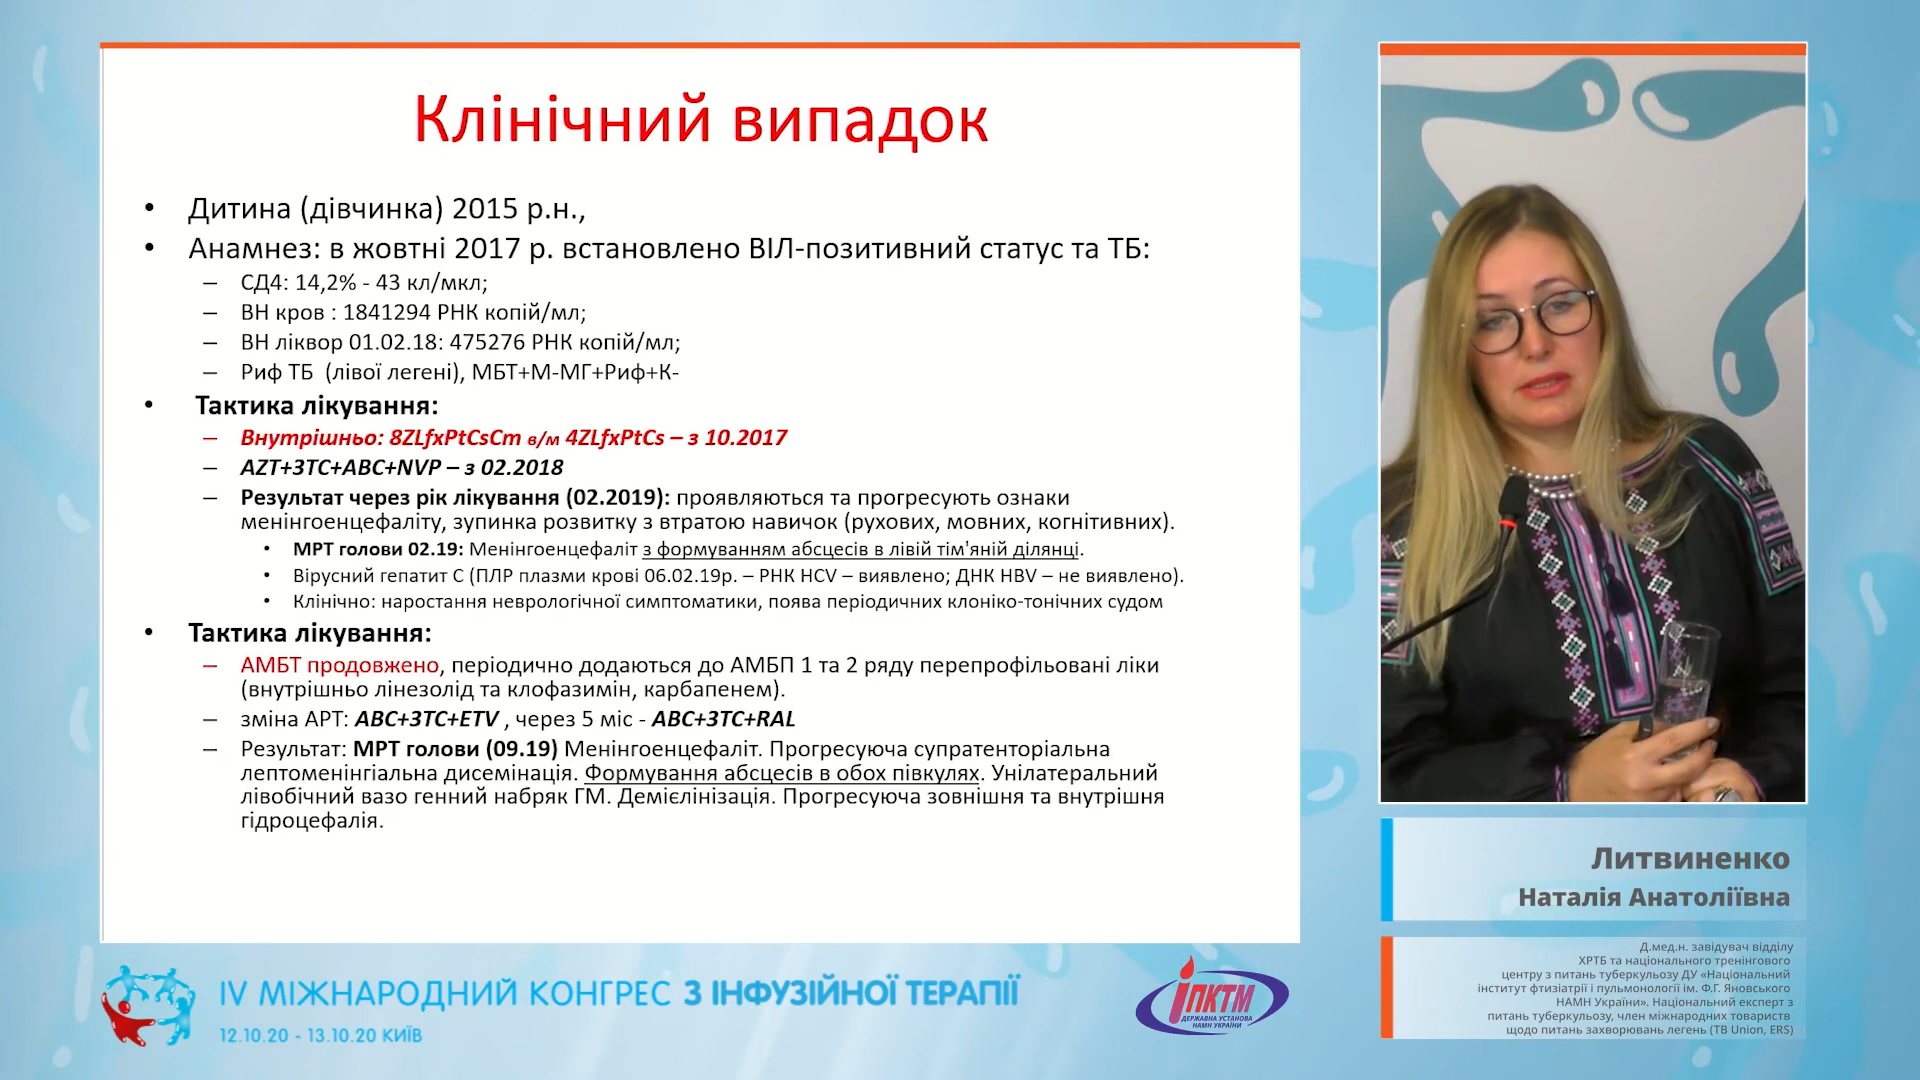 Клінічний випадок
• Дитина (дівчинка) 2015 р.н.,
• Анамнез: в жовтні 2017 р. встановлено ВІЛ-позитивний статус та ТБ:
– СД4: 14,2% - 43 кл/мкл;
– ВН кров : 1841294 РНК копій/мл;
– ВН ліквор 01.02.18: 475276 РНК копій/мл;
– Риф ТБ (лівої легені), МБТ+М-МГ+Риф+К-
• Тактика лікування:
– Внутрішньо: 8ZLfxPtCsCm в/м 4ZLfxPtCs – з 10.2017
– AZT+3TC+ABC+NVP – з 02.2018
– Результат через рік лікування (02.2019): проявляються та прогресують ознаки
менінгоенцефаліту, зупинка розвитку з втратою навичок (рухових, мовних, когнітивних).
• МРТ голови 02.19: Менінгоенцефаліт з формуванням абсцесів в лівій тім'яній ділянці.
• Вірусний гепатит С (ПЛР плазми крові 06.02.19р. – РНК HCV – виявлено; ДНК HBV – не виявлено).
• Клінічно: наростання неврологічної симптоматики, поява періодичних клоніко-тонічних судом
• Тактика лікування:
– АМБТ продовжено, періодично додаються до АМБП 1 та 2 ряду перепрофільовані ліки
(внутрішньо лінезолід та клофазимін, карбапенем).
– зміна АРТ: ABC+3TC+ETV , через 5 міс - ABC+3TC+RAL
– Результат: МРТ голови (09.19) Менінгоенцефаліт. Прогресуюча супратенторіальна
лептоменінгіальна дисемінація. Формування абсцесів в обох півкулях. Унілатеральний
лівобічний вазо генний набряк ГМ. Демієлінізація. Прогресуюча зовнішня та внутрішня
гідроцефалія.
Литвиненко
Наталія Анатоліївна
Д.мед.н. завідувач відділу
ХРТБ та національного тренінгового
центру з питань туберкульозу ДУ «Національний
інститут фтизіатрії і пульмонології ім. Ф.Г. Яновського
НАМН України». Національний експерт з
питань туберкульозу, член міжнародних товариств
щодо питань захворювань легень (TB Union, ERS)
IV МІЖНАРОДНИЙ КОНГРЕС З ІНФУЗІЙНОЇ ТЕРАПІЇ
12.10.20 - 13.10.20 КИЇВ
ІПКТМ
ДЕРЖАВНА УСТАНОВА
НАМН УКРАЇНИ